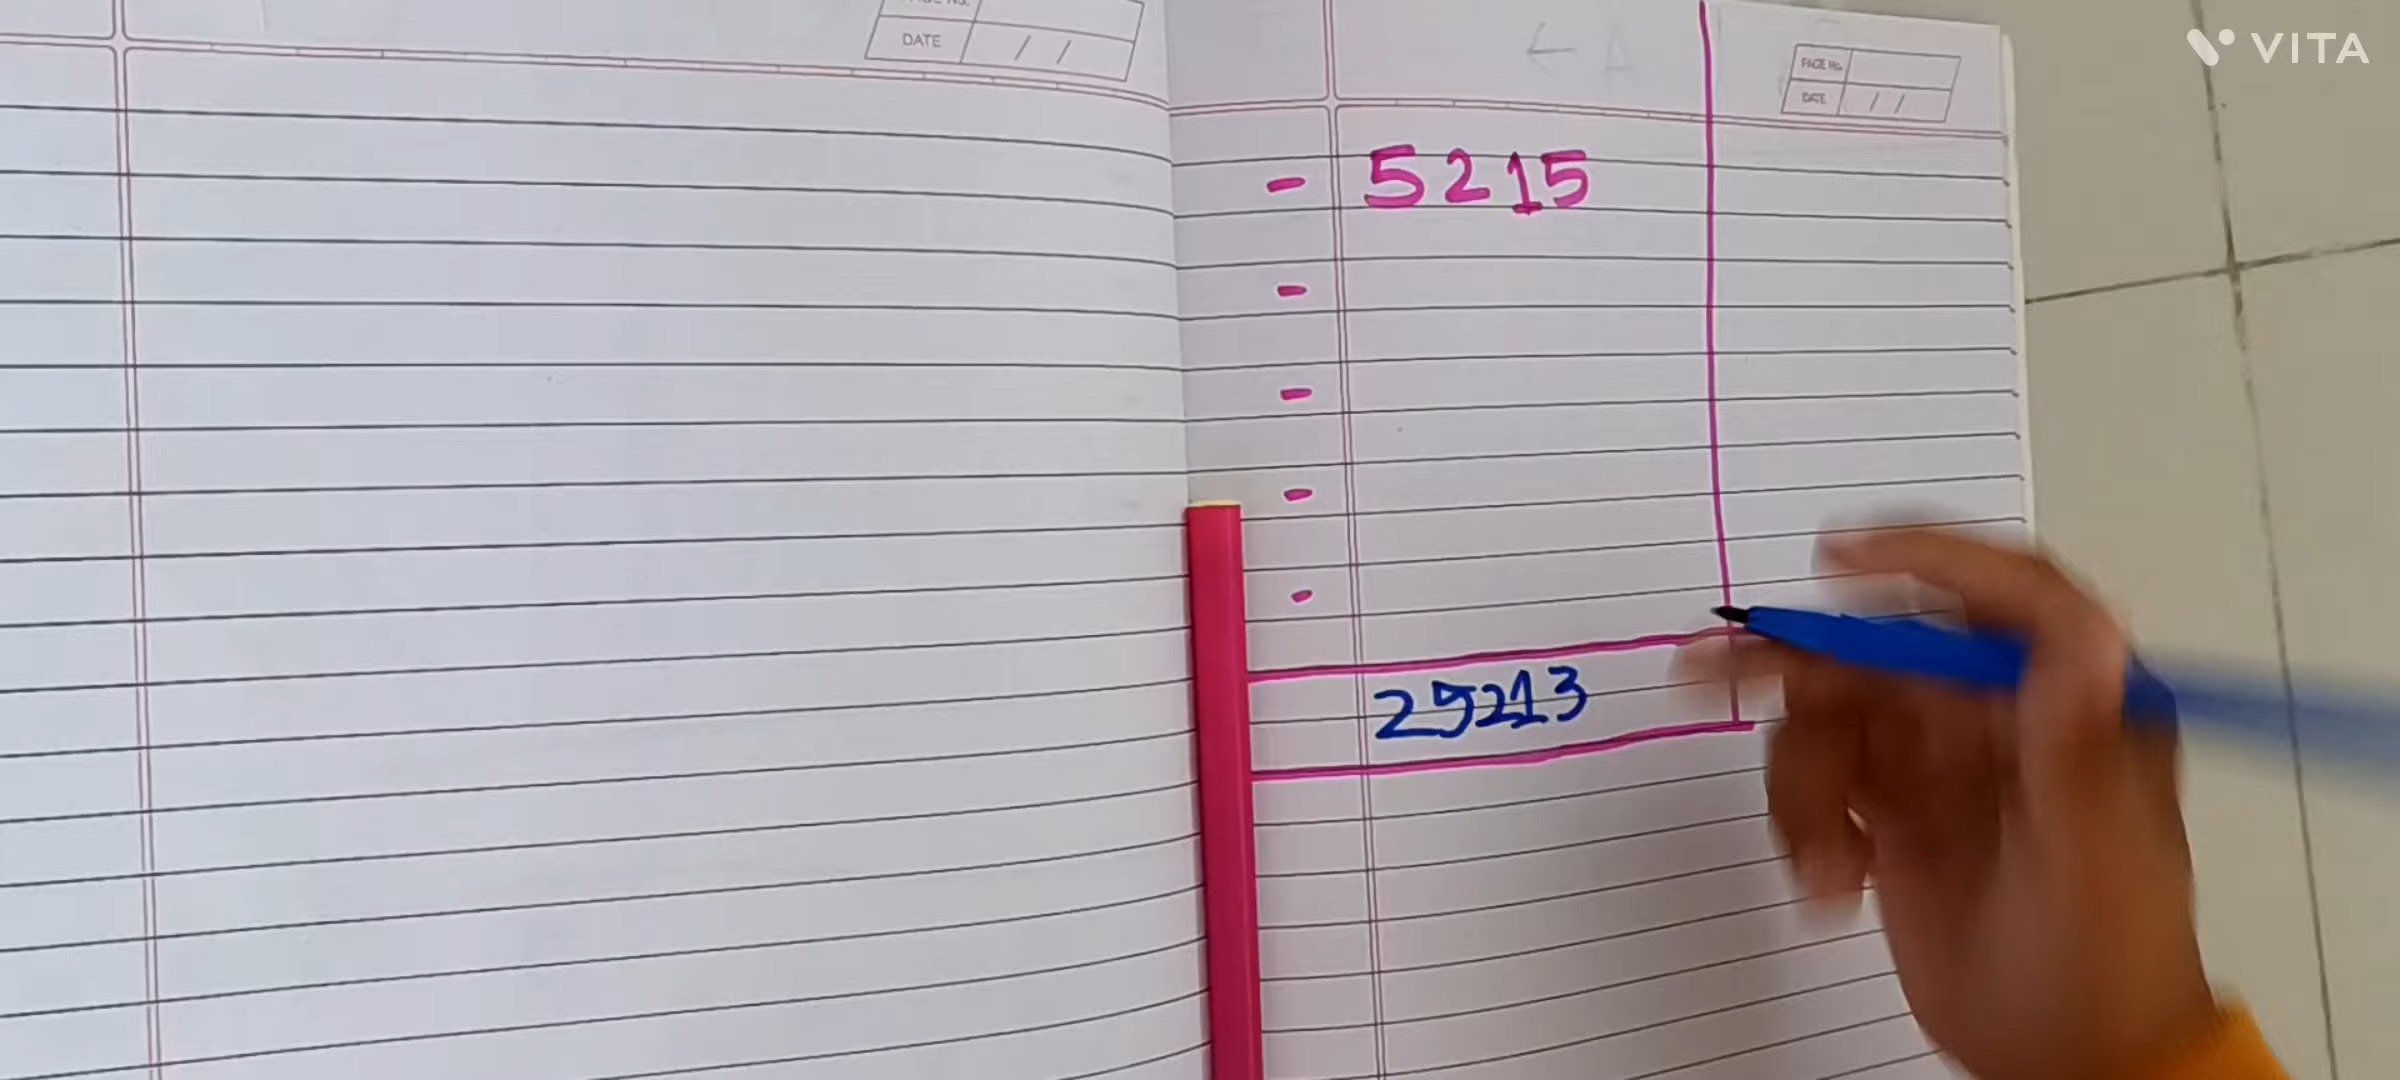 PAGE No.
DATE / /
← A
PAGE No.
DATE / /
VITA
- 5215
-
-
-
-
25213